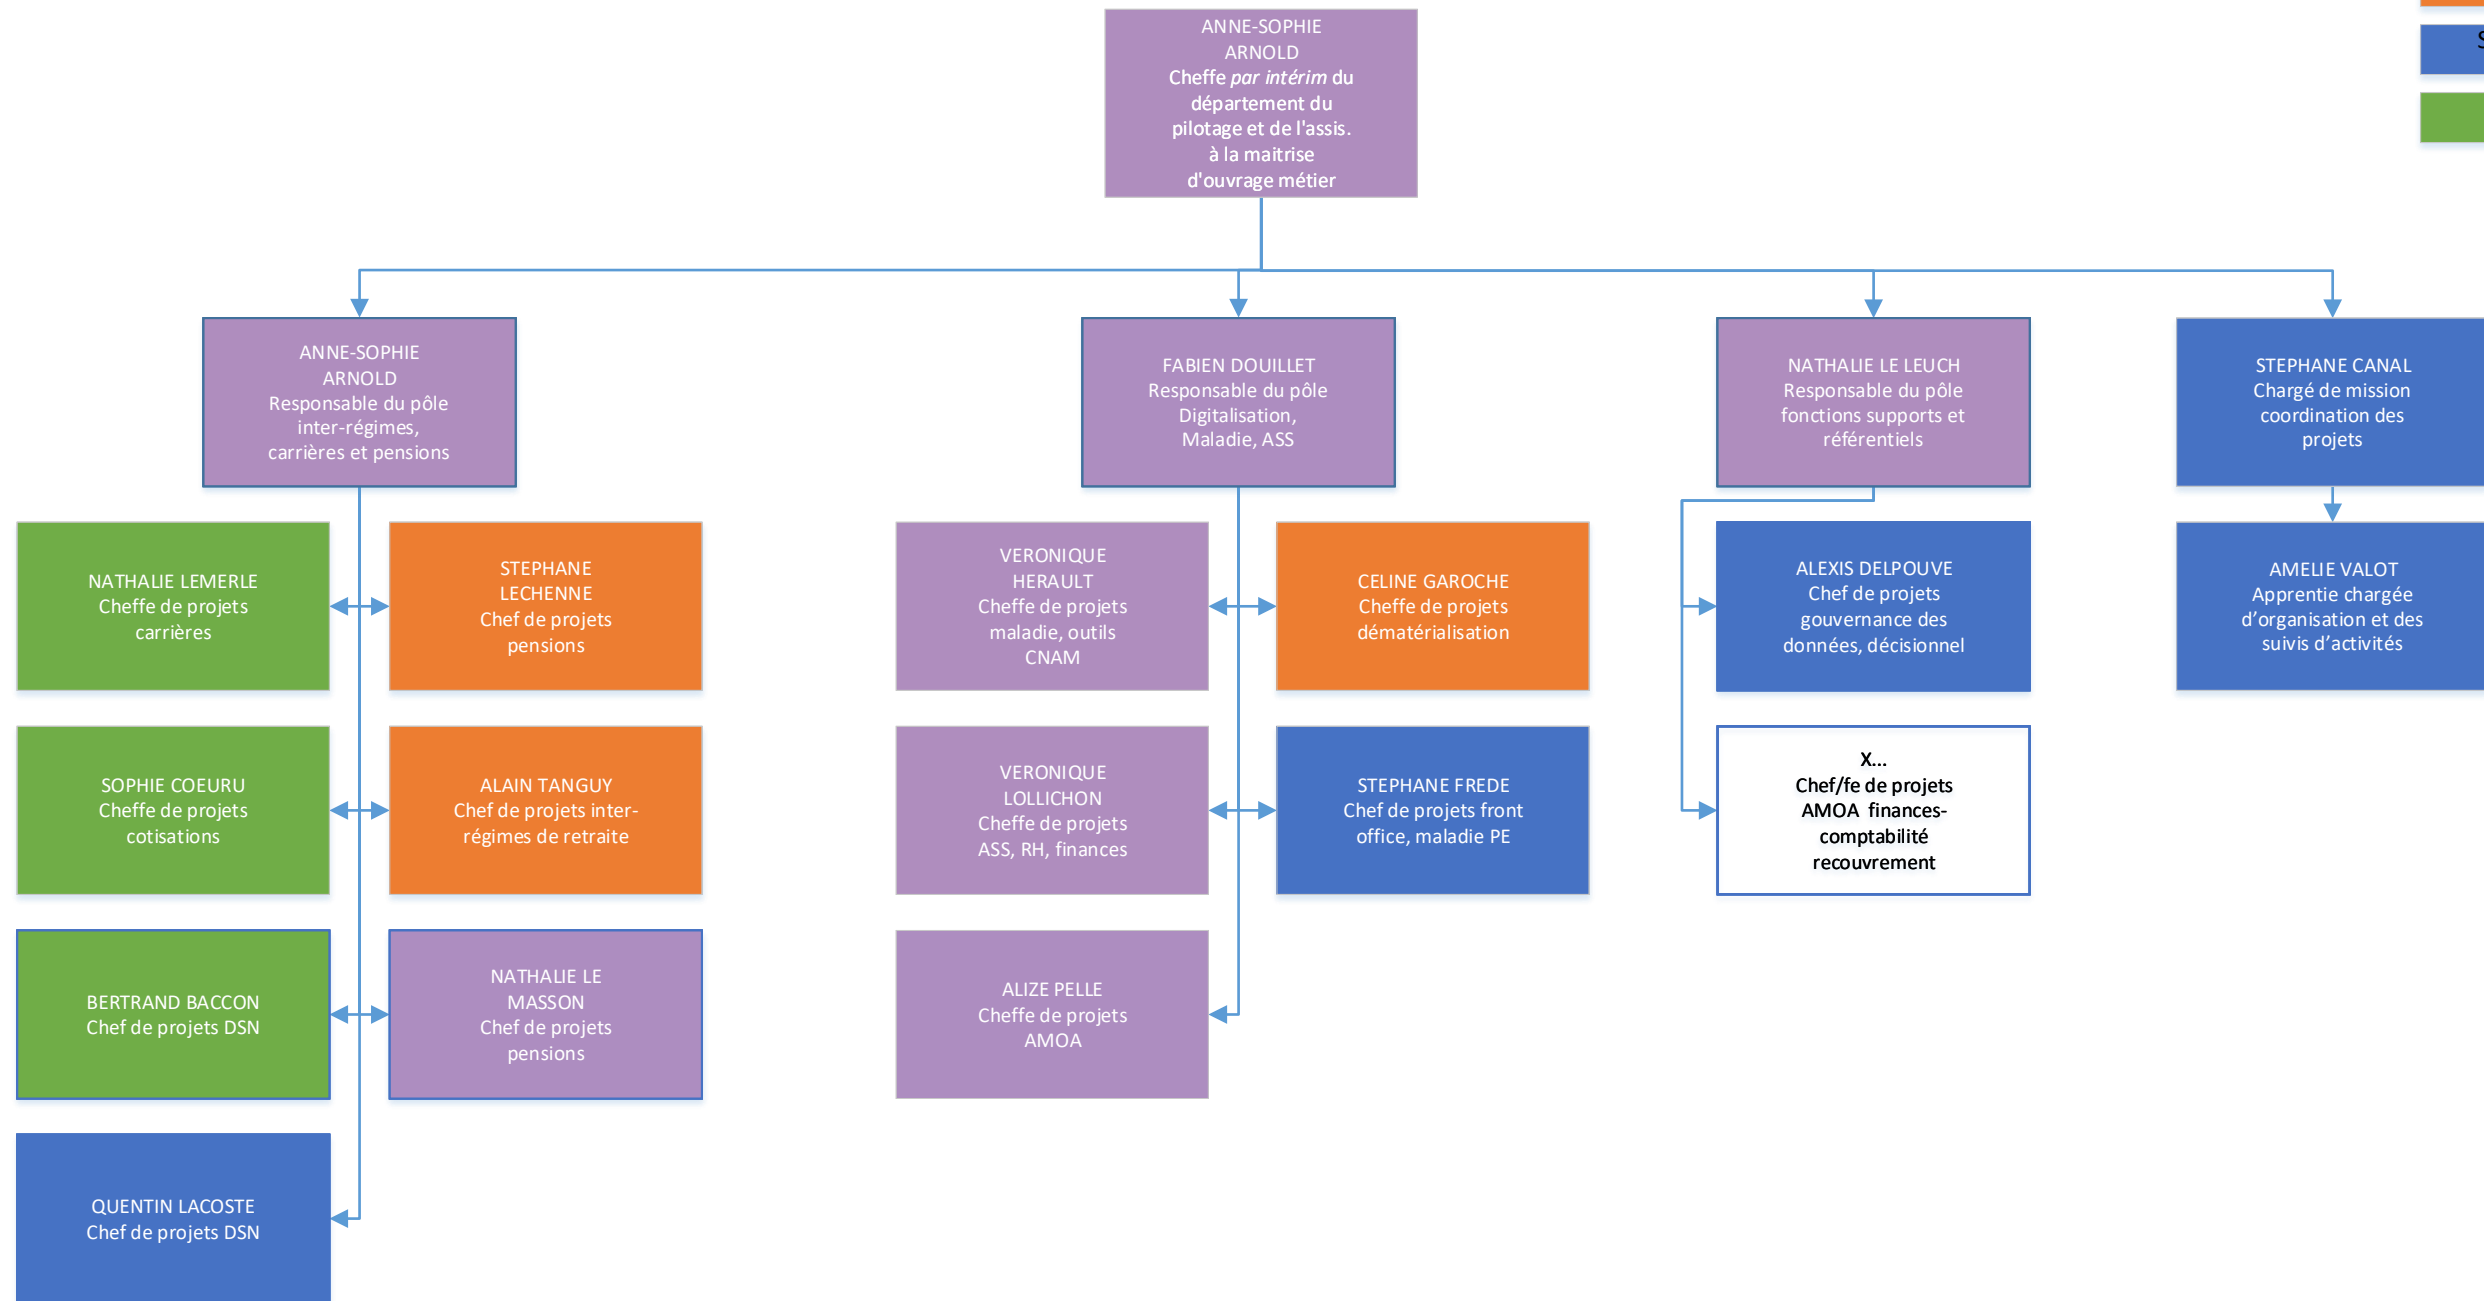 ANNE-SOPHIE
ARNOLD
Cheffe par intérim du
département du
pilotage et de l'assis.
à la maitrise
d'ouvrage métier
ANNE-SOPHIE
ARNOLD
Responsable du pôle
inter-régimes,
carrières et pensions
FABIEN DOUILLET
Responsable du pôle
Digitalisation,
Maladie, ASS
NATHALIE LE LEUCH
Responsable du pôle
fonctions supports et
référentiels
STEPHANE CANAL
Chargé de mission
coordination des
projets
NATHALIE LEMERLE
Cheffe de projets
carrières
STEPHANE
LECHENNE
Chef de projets
pensions
VERONIQUE
HERAULT
Cheffe de projets
maladie, outils
CNAM
CELINE GAROCHE
Cheffe de projets
dématérialisation
ALEXIS DELPOUVE
Chef de projets
gouvernance des
données, décisionnel
AMELIE VALOT
Apprentie chargée
d’organisation et des
suivis d’activités
SOPHIE COEURU
Cheffe de projets
cotisations
ALAIN TANGUY
Chef de projets inter-
régimes de retraite
VERONIQUE
LOLLICHON
Cheffe de projets
ASS, RH, finances
STEPHANE FREDE
Chef de projets front
office, maladie PE
X...
Chef/fe de projets
AMOA  finances-
comptabilité
recouvrement
BERTRAND BACCON
Chef de projets DSN
NATHALIE LE
MASSON
Chef de projets
pensions
ALIZE PELLE
Cheffe de projets
AMOA
QUENTIN LACOSTE
Chef de projets DSN